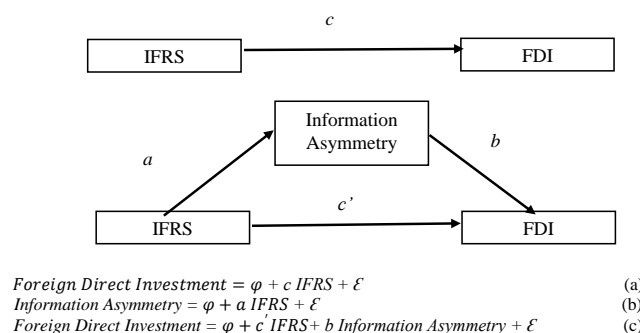 c
IFRS FDI
Information
Asymmetry
a b
c’
IFRS FDI
Foreign Direct Investment = φ + c IFRS + ℰ (a)
Information Asymmetry = φ + a IFRS + ℰ (b)
Foreign Direct Investment = φ + c' IFRS+ b Information Asymmetry + ℰ (c)